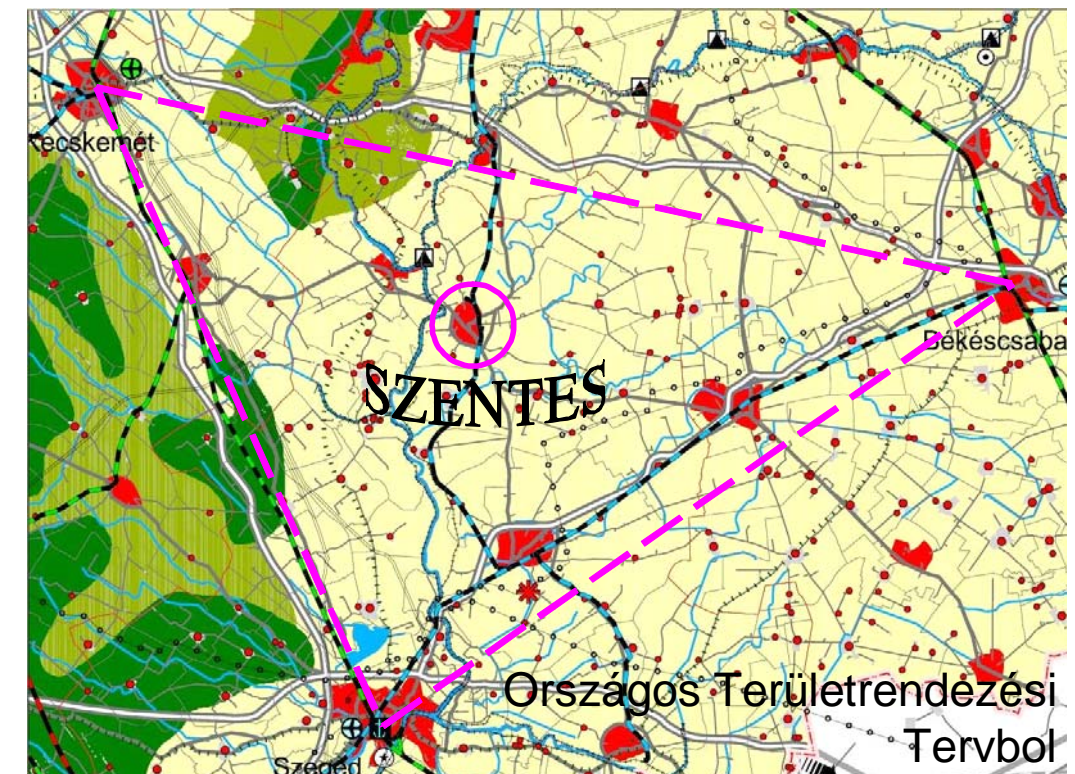 Kecskemét
Békéscsaba
SZENTES
Országos Területrendezési
Tervbol
Szeged